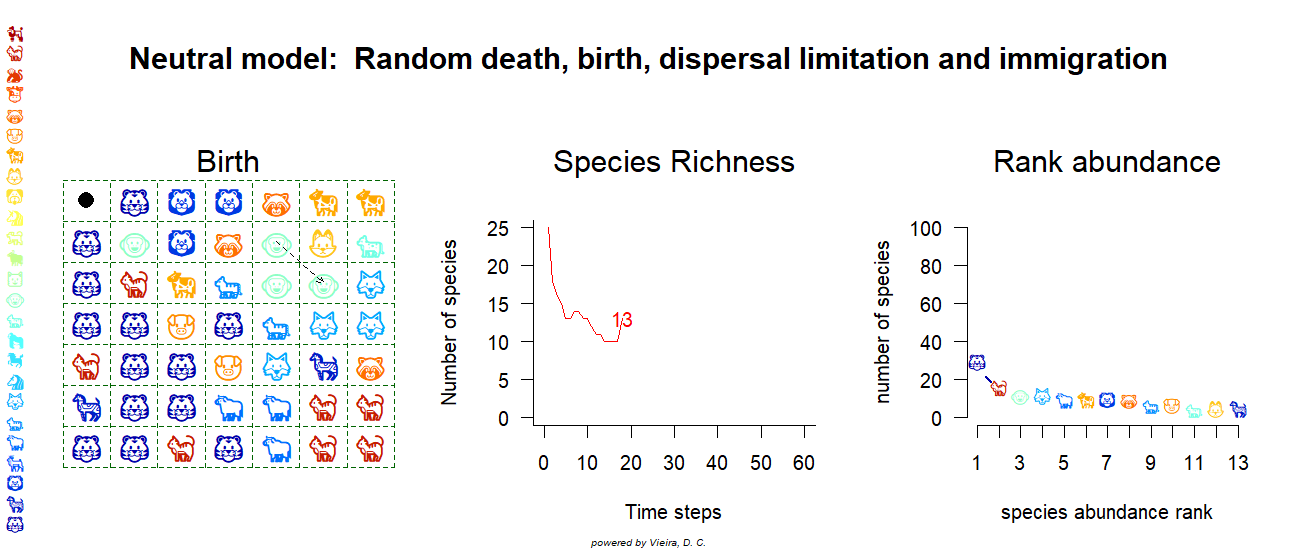 Neutral model:  Random death, birth, dispersal limitation and immigration
Birth
Species Richness
Rank abundance
Number of species
25
20
15
10
5
0
13
0 10 20 30 40 50 60
Time steps
number of species
100
80
60
40
20
0
1 3 5 7 9 11 13
species abundance rank
powered by Vieira, D. C.